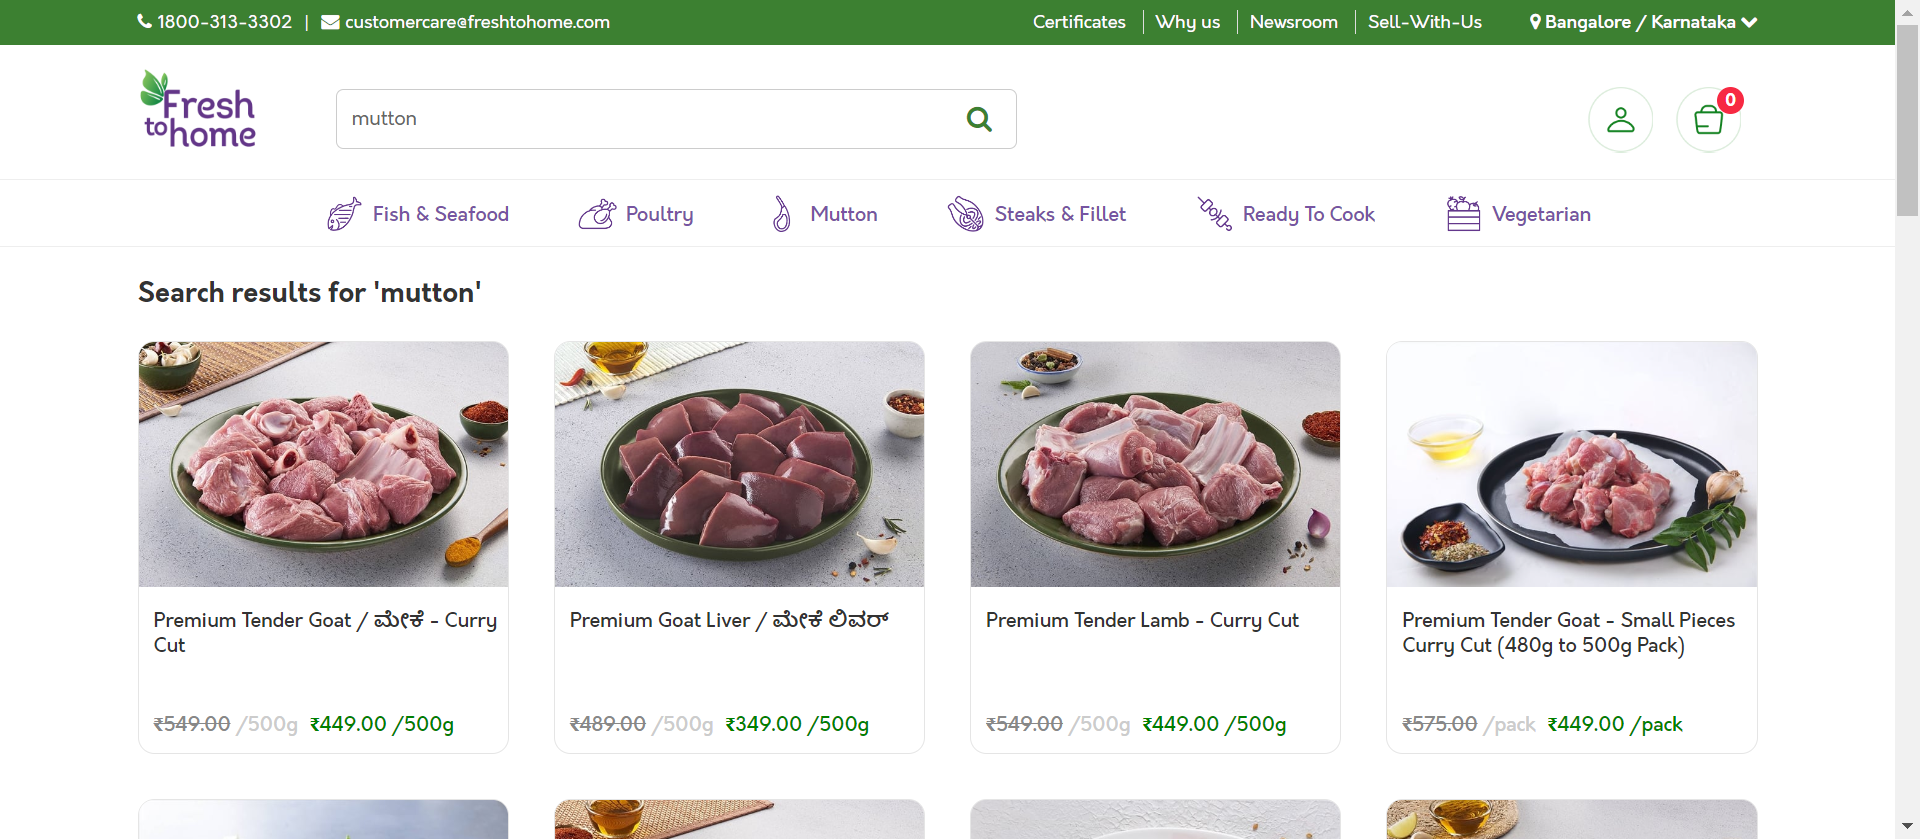 1800-313-3302 | customercare@freshtohome.com
Certificates
Why us
Newsroom
Sell-With-Us
Bangalore / Karnataka
Fresh
to home
mutton
0
Fish & Seafood
Poultry
Mutton
Steaks & Fillet
Ready To Cook
Vegetarian
Search results for 'mutton'
Premium Tender Goat / ಮೇಕೆ - Curry
Cut
₹549.00 /500g ₹449.00 /500g
Premium Goat Liver / ಮೇಕೆ ಲಿವರ್
₹489.00 /500g ₹349.00 /500g
Premium Tender Lamb - Curry Cut
₹549.00 /500g ₹449.00 /500g
Premium Tender Goat - Small Pieces
Curry Cut (480g to 500g Pack)
₹575.00 /pack ₹449.00 /pack